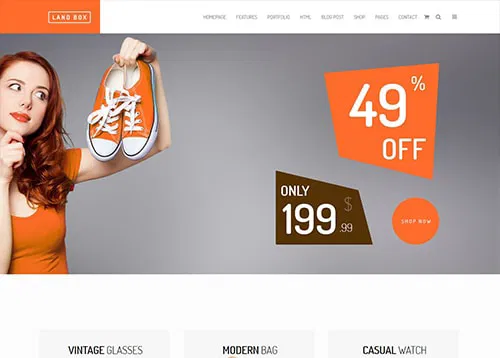 LAND BOX
HOMEPAGE FEATURES PORTFOLIO HTML BLOG POST SHOP PAGES CONTACT
49%
OFF
ONLY
199.99$
SHOP NOW
VINTAGE GLASSES MODERN BAG CASUAL WATCH